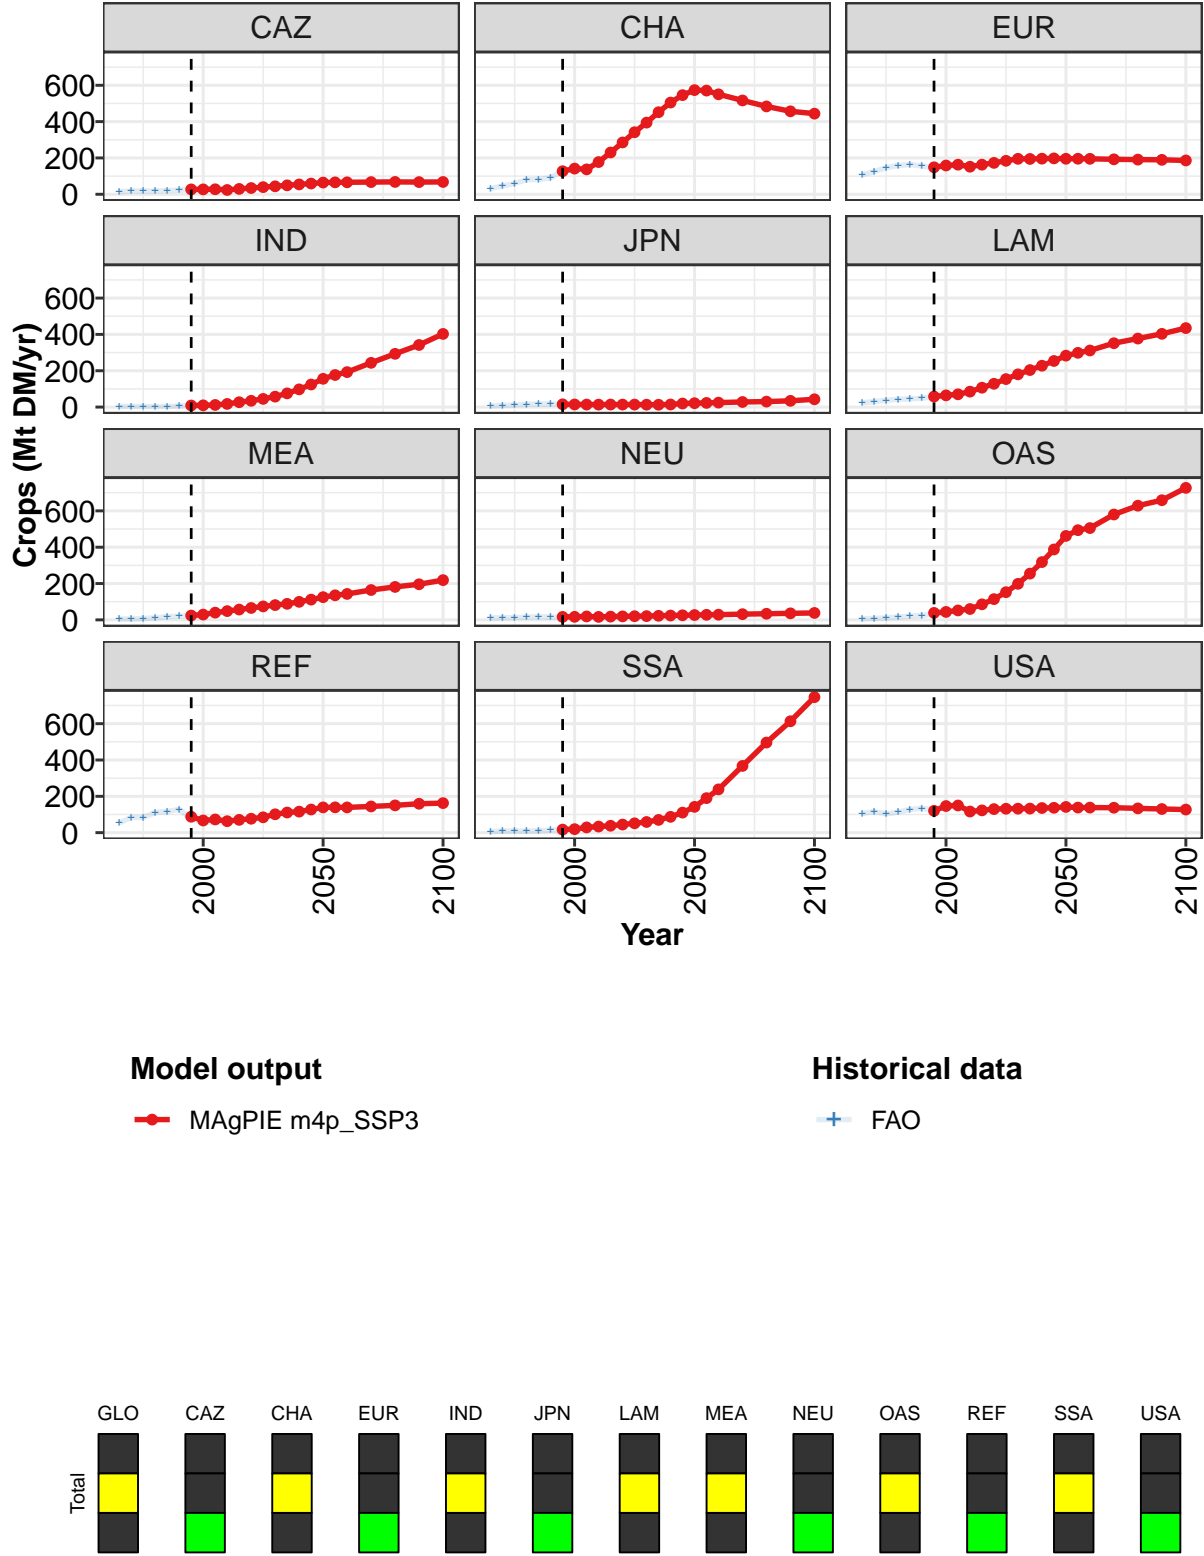 CAZ CHA EUR
600
400
200
0
IND JPN LAM
600
400
200
0
MEA NEU OAS
600
400
200
0
REF SSA USA
600
400
200
0
Crops (Mt DM/yr)
2000 2050 2100 2000 2050 2100 2000 2050 2100
Year
Model output Historical data
MAgPIE m4p_SSP3 FAO
GLO CAZ CHA EUR IND JPN LAM MEA NEU OAS REF SSA USA
Total